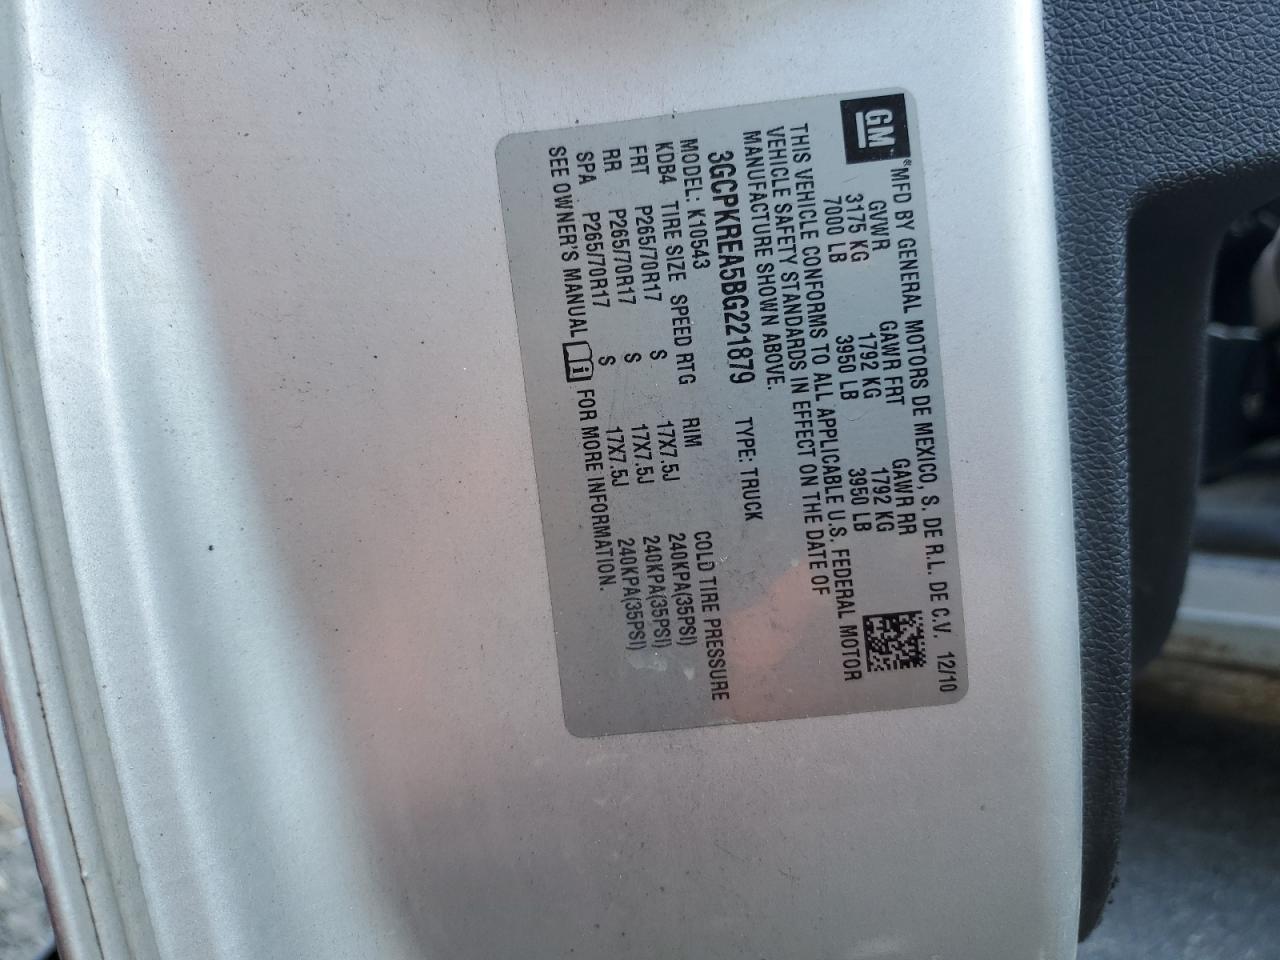 GM
®MFD BY GENERAL MOTORS DE MEXICO, S. DE R.L. DE C.V. 12/10
GVWR GAWR FRT GAWR RR
3175 KG 1792 KG 1792 KG
7000 LB 3950 LB 3950 LB
THIS VEHICLE CONFORMS TO ALL APPLICABLE U.S. FEDERAL MOTOR
VEHICLE SAFETY STANDARDS IN EFFECT ON THE DATE OF
MANUFACTURE SHOWN ABOVE.
3GCPKREA5BG221879 TYPE: TRUCK
MODEL: K10543
KDB4 TIRE SIZE SPEED RTG RIM COLD TIRE PRESSURE
FRT P265/70R17 S 17X7.5J 240KPA(35PSI)
RR P265/70R17 S 17X7.5J 240KPA(35PSI)
SPA P265/70R17 S 17X7.5J 240KPA(35PSI)
SEE OWNER'S MANUAL i FOR MORE INFORMATION.